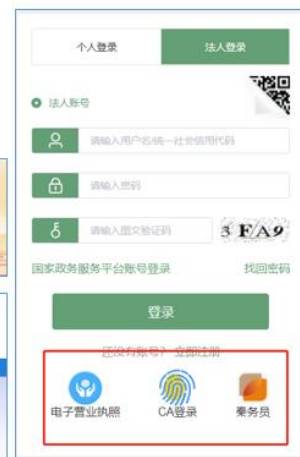 个人登录
法人登录
法人账号
请输入用户名/统一社会信用代码
请输入密码
请输入图文验证码
3 EA9
国家政务服务平台账号登录
找回密码
登录
还没有账号？ 立即注册
电子营业执照
CA登录
秦务员